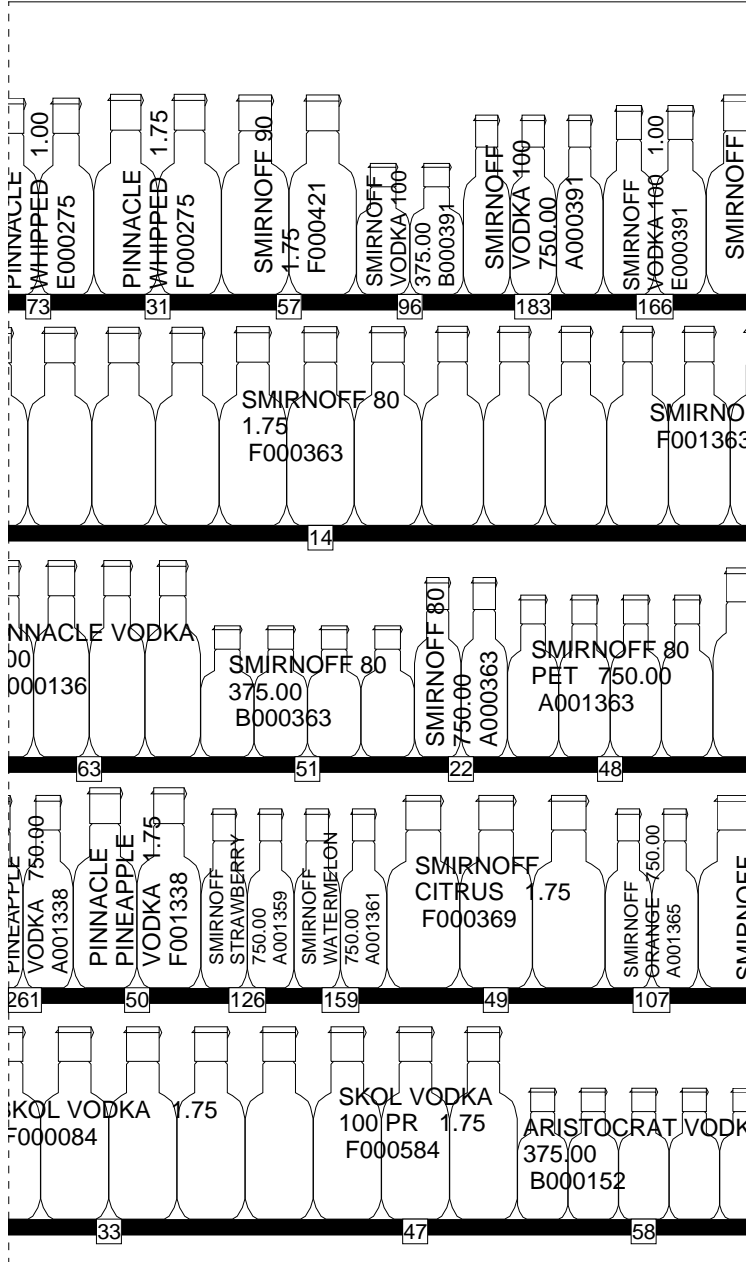 PINNACLE
WHIPPED 1.00
E000275
PINNACLE
WHIPPED 1.75
F000275
SMIRNOFF 90
1.75
F000421
SMIRNOFF
VODKA 100
375.00
B000391
SMIRNOFF
VODKA 100
750.00
A000391
SMIRNOFF
VODKA 100 1.00
E000391
SMIRNOFF
73 31 57 96 183 166
SMIRNOFF 80
1.75
F000363
SMIRNO
F001363
14
NNACLE VODKA
00
000136
SMIRNOFF 80
375.00
B000363
SMIRNOFF 80
750.00
A000363
SMIRNOFF 80
PET 750.00
A001363
63 51 22 48
PINEAPPLE
VODKA 750.00
A001338
PINNACLE
PINEAPPLE
VODKA 1.75
F001338
SMIRNOFF
STRAWBERRY
750.00
A001359
SMIRNOFF
WATERMELON
750.00
A001361
SMIRNOFF
CITRUS 1.75
F000369
SMIRNOFF
ORANGE 750.00
A001365
SMIRNOFF
261 50 126 159 49 107
SKOL VODKA 1.75
F000084
SKOL VODKA
100 PR 1.75
F000584
ARISTOCRAT VODK
375.00
B000152
33 47 58